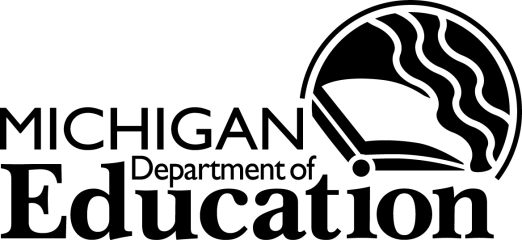 MICHIGAN
Department of
Education